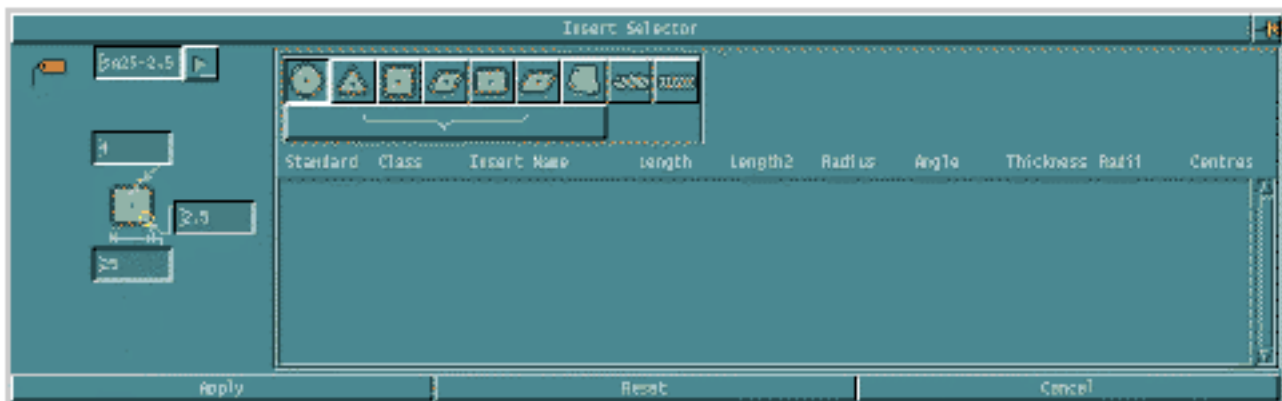 Insert Selector
sq25-2.5
4
2.5
25
Standard Class Insert Name Length Length2 Radius Angle Thickness Radii Centres
Apply Reset Cancel